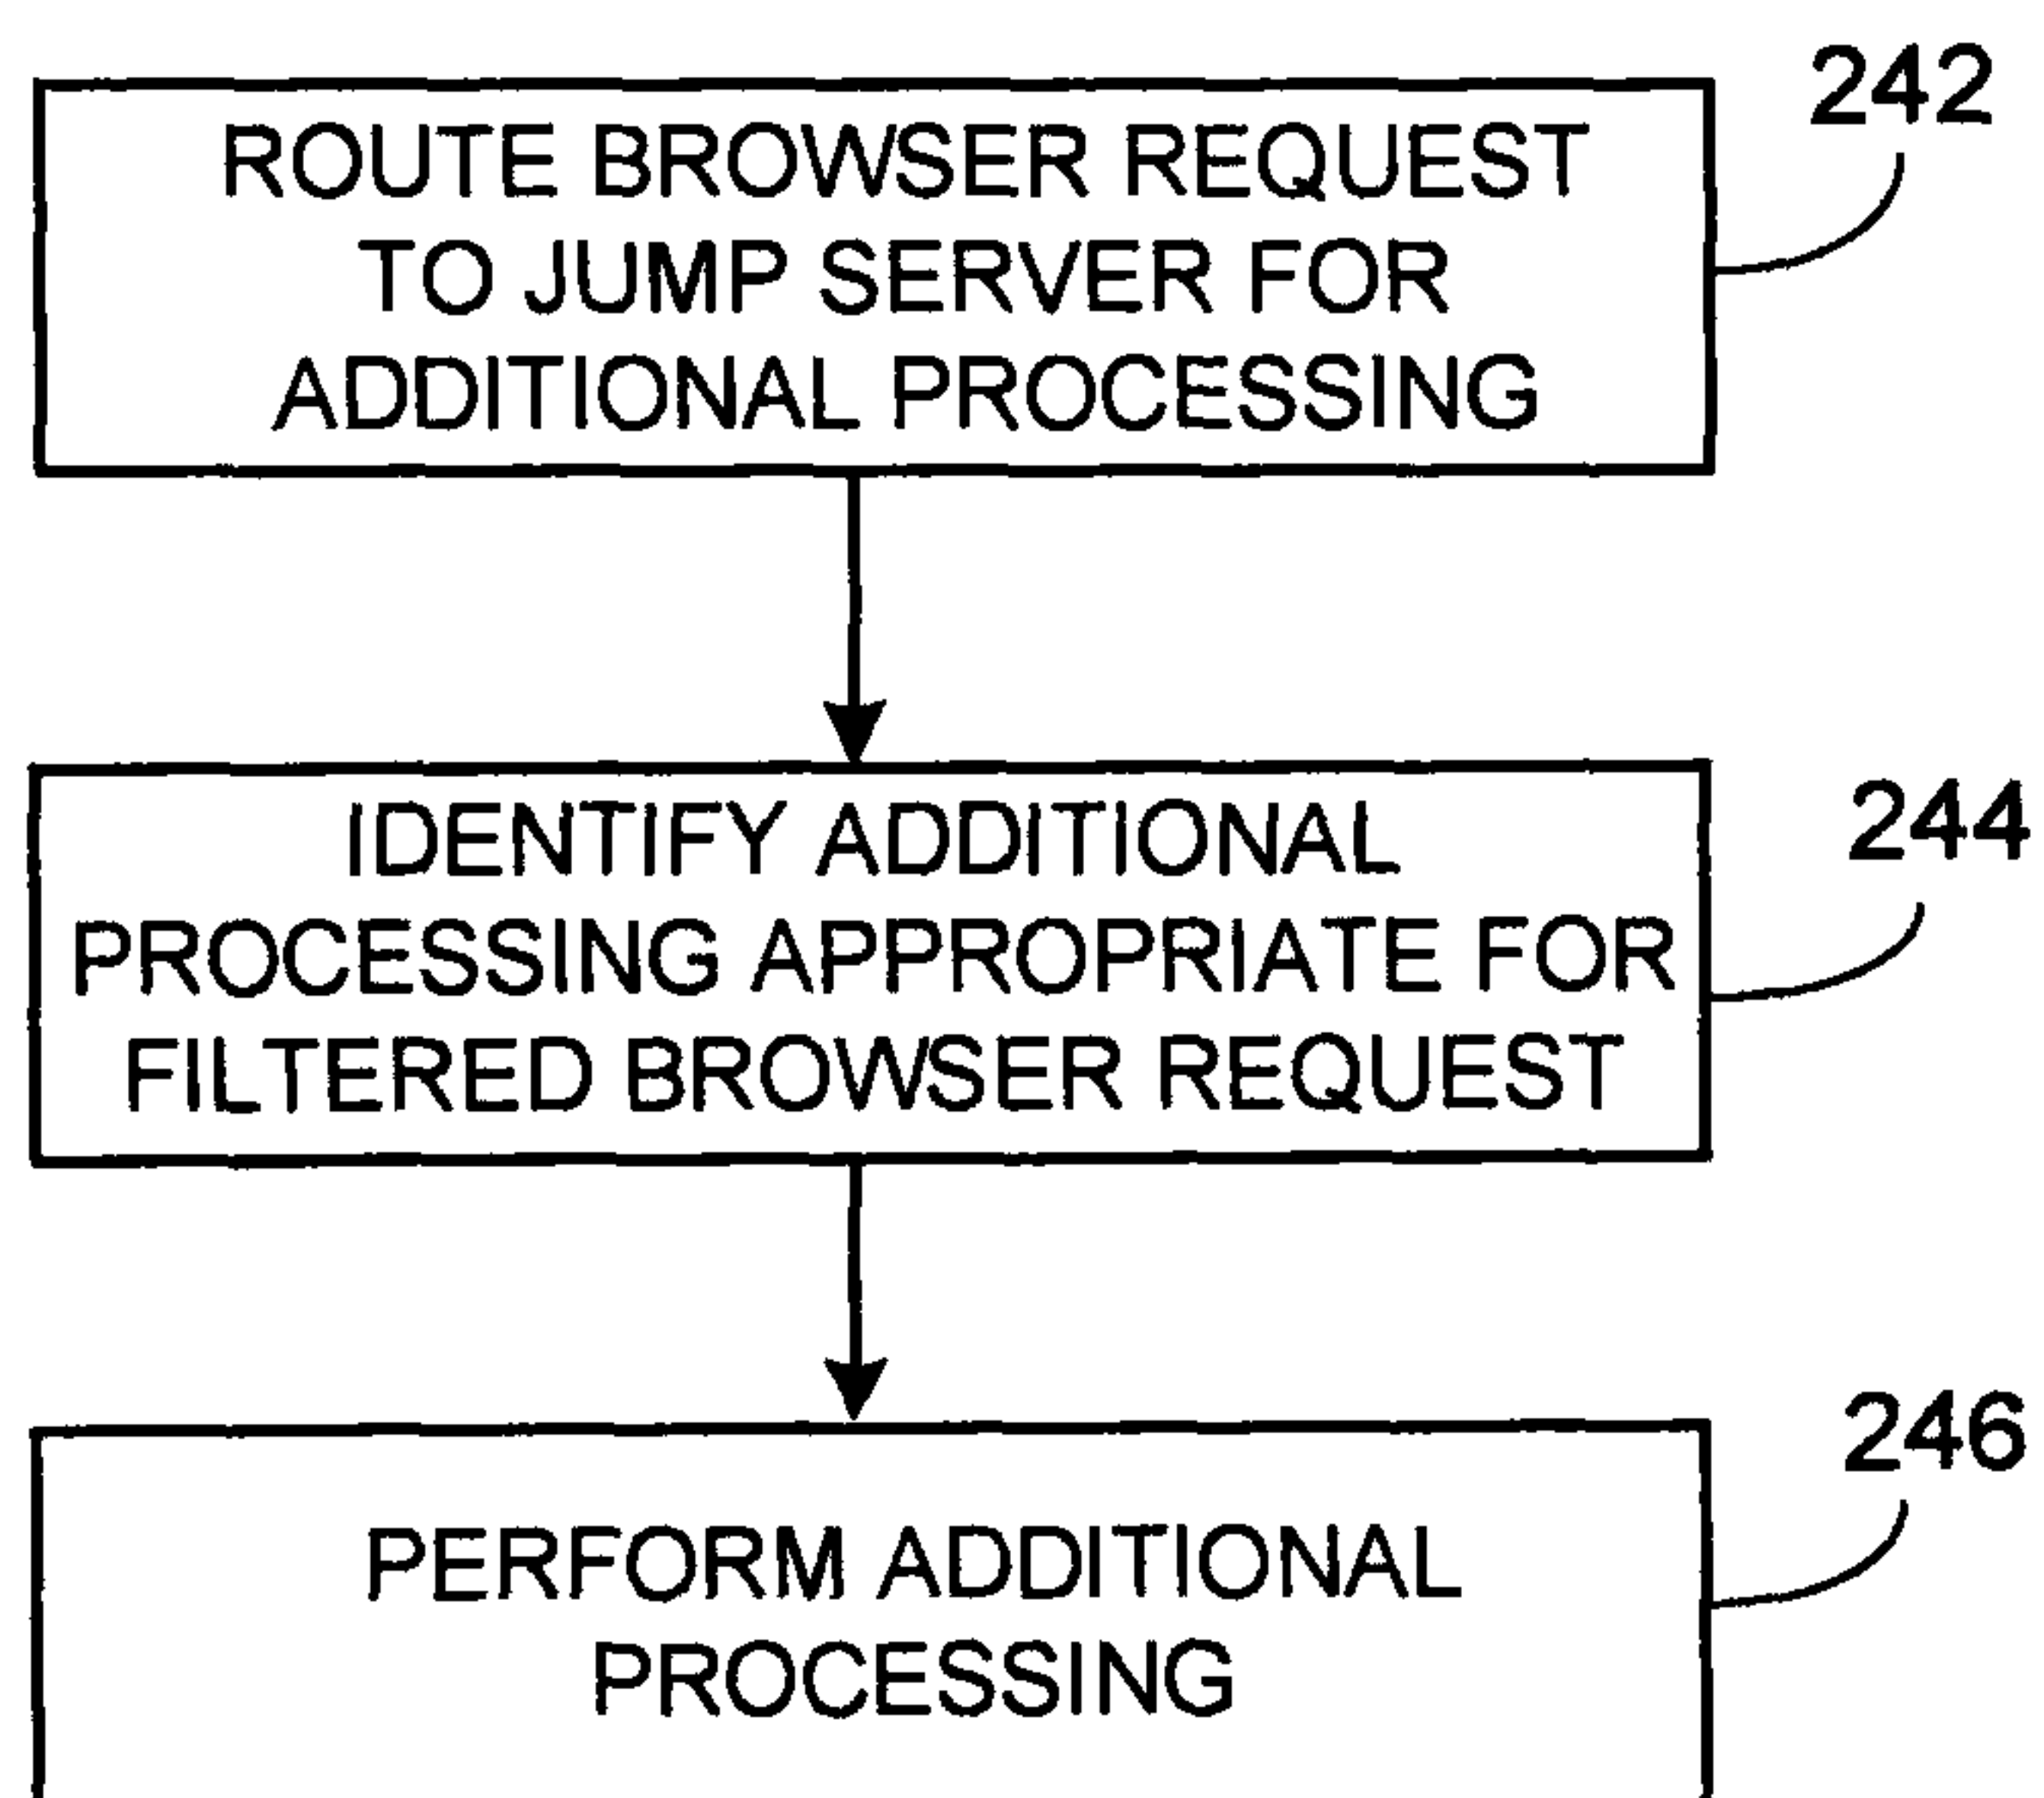 242
ROUTE BROWSER REQUEST
TO JUMP SERVER FOR
ADDITIONAL PROCESSING
244
IDENTIFY ADDITIONAL
PROCESSING APPROPRIATE FOR
FILTERED BROWSER REQUEST
246
PERFORM ADDITIONAL
PROCESSING